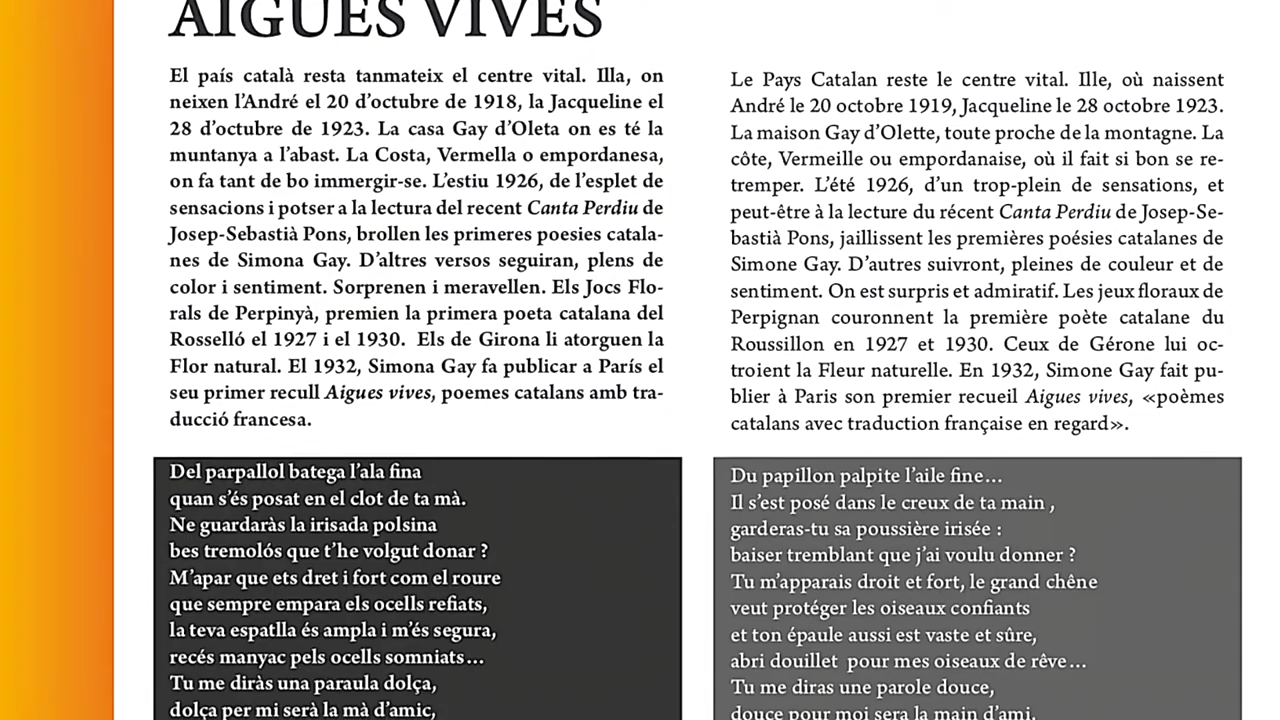 AIGUES VIVES
El país català resta tanmateix el centre vital. Illa, on
neixen l’André el 20 d’octubre de 1918, la Jacqueline el
28 d’octubre de 1923. La casa Gay d’Oleta on es té la
muntanya a l’abast. La Costa, Vermella o empordanesa,
on fa tant de bo immergir-se. L’estiu 1926, de l’esplet de
sensacions i potser a la lectura del recent Canta Perdiu de
Josep-Sebastià Pons, brollen les primeres poesies catala-
nes de Simona Gay. D’altres versos seguiran, plens de
color i sentiment. Sorprenen i meravellen. Els Jocs Flo-
rals de Perpinyà, premien la primera poeta catalana del
Rosselló el 1927 i el 1930. Els de Girona li atorguen la
Flor natural. El 1932, Simona Gay fa publicar a París el
seu primer recull Aigues vives, poemes catalans amb tra-
ducció francesa.
Del parpallol batega l’ala fina
quan s’és posat en el clot de ta mà.
Ne guardaràs la irisada polsina
bes tremolós que t’he volgut donar ?
M’apar que ets dret i fort com el roure
que sempre empara els ocells refiats,
la teva espatlla és ampla i m’és segura,
recés manyac pels ocells somniats…
Tu me diràs una paraula dolça,
dolça per mi serà la mà d’amic,
Le Pays Catalan reste le centre vital. Ille, où naissent
André le 20 octobre 1919, Jacqueline le 28 octobre 1923.
La maison Gay d’Olette, toute proche de la montagne. La
côte, Vermeille ou empordanaise, où il fait si bon se re-
tremper. L’été 1926, d’un trop-plein de sensations, et
peut-être à la lecture du récent Canta Perdiu de Josep-Se-
bastià Pons, jaillissent les premières poésies catalanes de
Simone Gay. D’autres suivront, pleines de couleur et de
sentiment. On est surpris et admiratif. Les jeux floraux de
Perpignan couronnent la première poète catalane du
Roussillon en 1927 et 1930. Ceux de Gérone lui oc-
troient la Fleur naturelle. En 1932, Simone Gay fait pu-
blier à Paris son premier recueil Aigues vives, «poèmes
catalans avec traduction française en regard».
Du papillon palpite l’aile fine…
Il s’est posé dans le creux de ta main ,
garderas-tu sa poussière irisée :
baiser tremblant que j’ai voulu donner ?
Tu m’apparais droit et fort, le grand chêne
veut protéger les oiseaux confiants
et ton épaule aussi est vaste et sûre,
abri douillet pour mes oiseaux de rêve…
Tu me diras une parole douce,
douce pour moi sera la main d’ami,